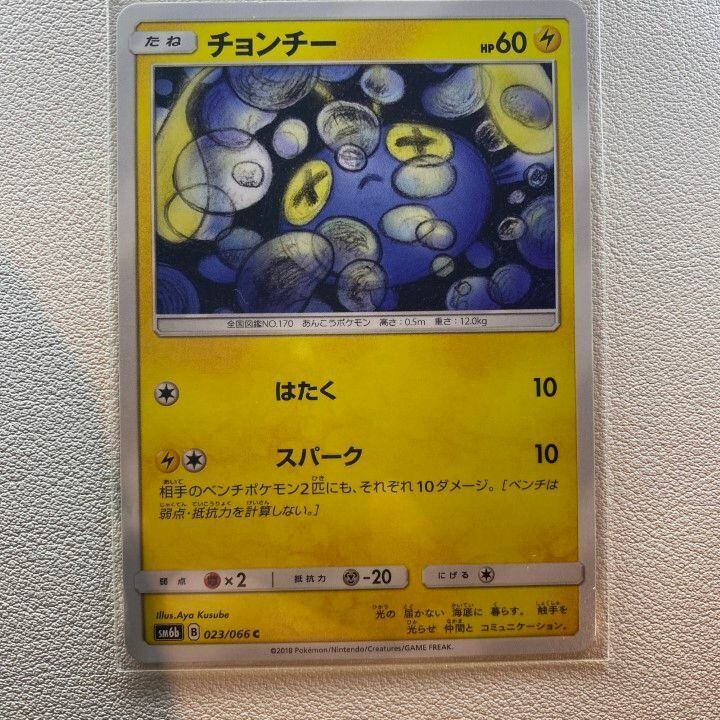 たね チョンチー HP60
全国図鑑NO.170 あんこうポケモン 高さ:0.5m 重さ:12.0kg
はたく 10
スパーク 10
相手のベンチポケモン2匹にも、それぞれ10ダメージ。[ベンチは
弱点・抵抗力を計算しない。]
弱点 ×2 抵抗力 -20 にげる
Illus.Aya Kusube
光の 届かない 海底に 暮らす。 触手を
光らせ 仲間と コミュニケーション。
SM6b B 023/066 C
©2018 Pokémon/Nintendo/Creatures/GAME FREAK.